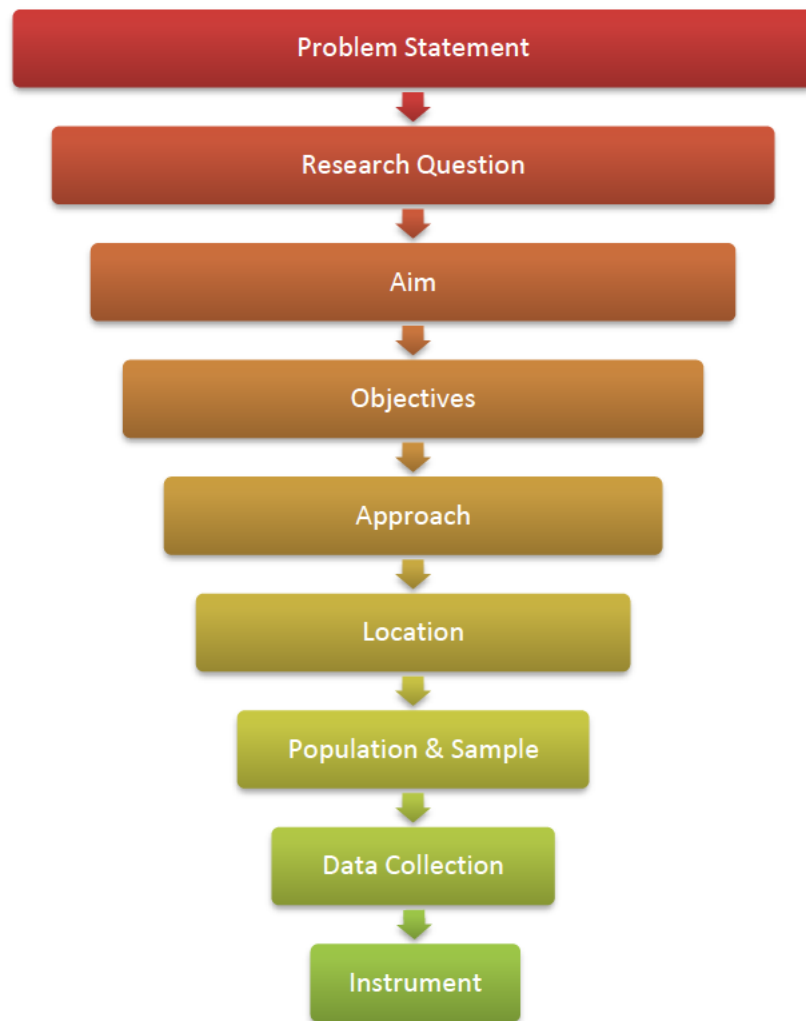 Problem Statement
Research Question
Aim
Objectives
Approach
Location
Population & Sample
Data Collection
Instrument